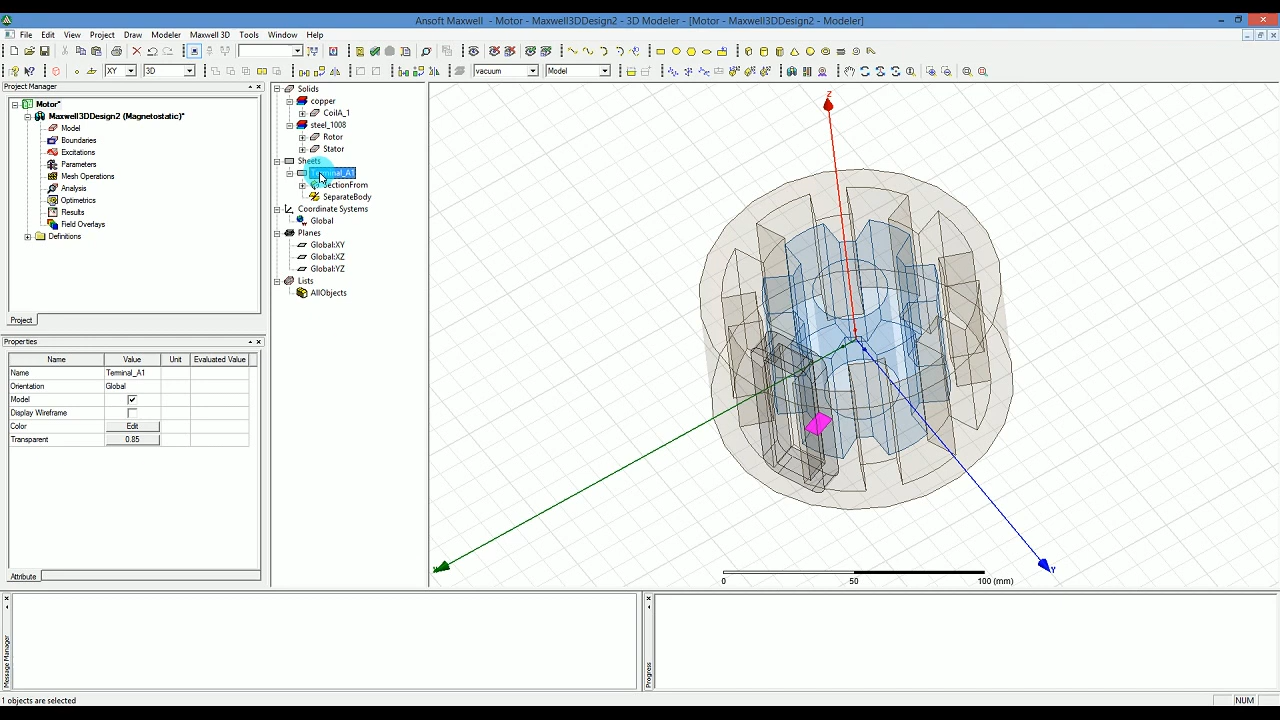 Ansoft Maxwell - Motor - Maxwell3DDesign2 - 3D Modeler - [Motor - Maxwell3DDesign2 - Modeler]
File Edit View Project Draw Modeler Maxwell 3D Tools Window Help
XY 3D vacuum Model
Project Manager
Motor*
Maxwell3DDesign2 (Magnetostatic)*
Model
Boundaries
Excitations
Parameters
Mesh Operations
Analysis
Optimetrics
Results
Field Overlays
Definitions
Project
Properties
Name Value Unit Evaluated Value
Name Terminal_A1
Orientation Global
Model
Display Wireframe
Color Edit
Transparent 0.85
Attribute
Solids
copper
CoilA_1
steel_1008
Rotor
Stator
Sheets
Terminal_A1
SectionFrom
SeparateBody
Coordinate Systems
Global
Planes
Global:XY
Global:XZ
Global:YZ
Lists
AllObjects
Z
Y
0 50 100 (mm)
Message Manager
Progress
1 objects are selected
NUM